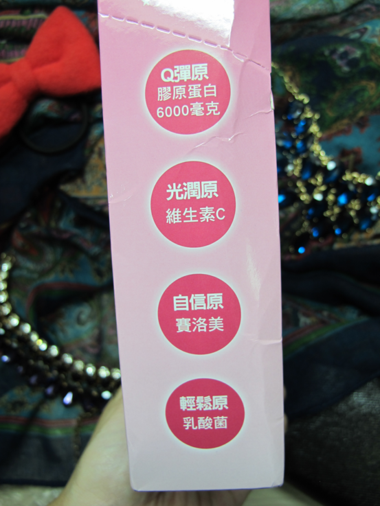 Q彈原
膠原蛋白
6000毫克
光潤原
維生素C
自信原
賽洛美
輕鬆原
乳酸菌